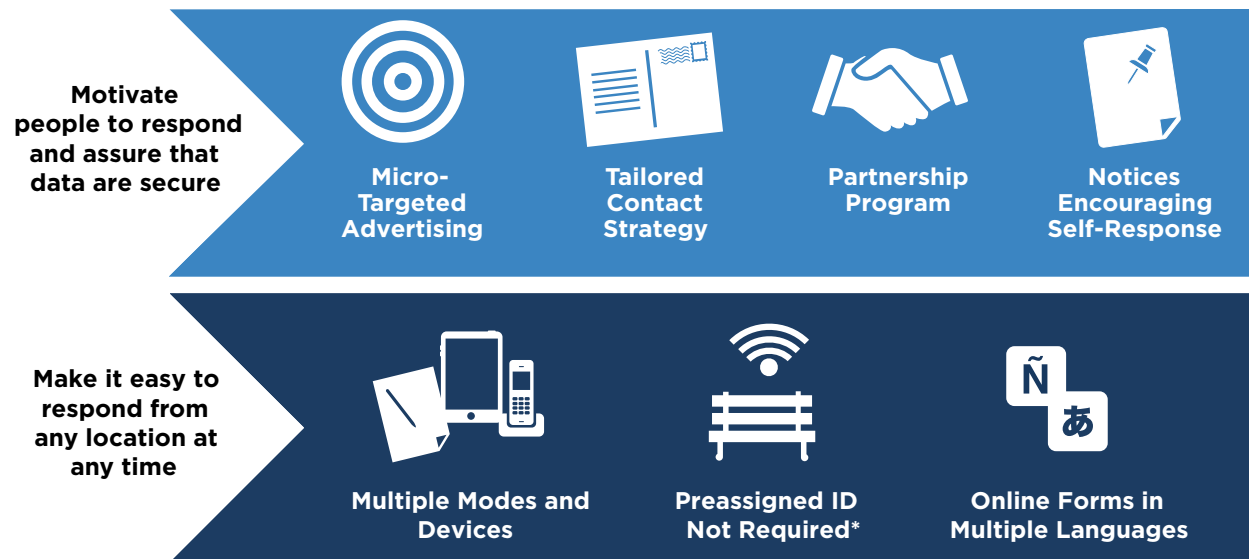 Motivate
people to respond
and assure that
data are secure
Micro-
Targeted
Advertising
Tailored
Contact
Strategy
Partnership
Program
Notices
Encouraging
Self-Response
Make it easy to
respond from
any location at
any time
Ñ
あ
Multiple Modes and
Devices
Preassigned ID
Not Required*
Online Forms in
Multiple Languages